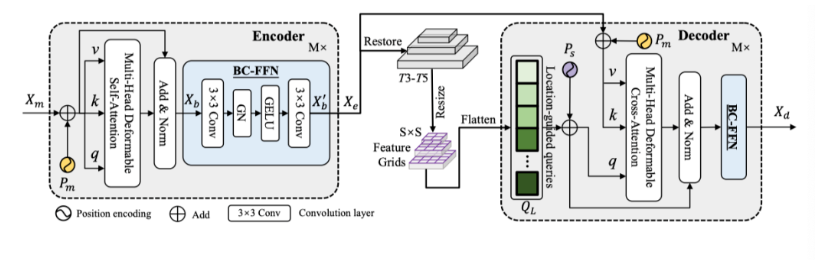 Encoder
M×
BC-FFN
X_m
P_m
v
k
q
Multi-Head Deformable
Self-Attention
Add & Norm
X_b
3×3 Conv
GN
GELU
3×3 Conv
X'_b
X_e
Restore
T3-T5
Resize
S×S
Feature
Grids
Flatten
Location-guided queries
Q_L
P_s
P_m
Decoder
M×
v
k
q
Multi-Head Deformable
Cross-Attention
Add & Norm
BC-FFN
X_d
Position encoding
Add
3×3 Conv
Convolution layer